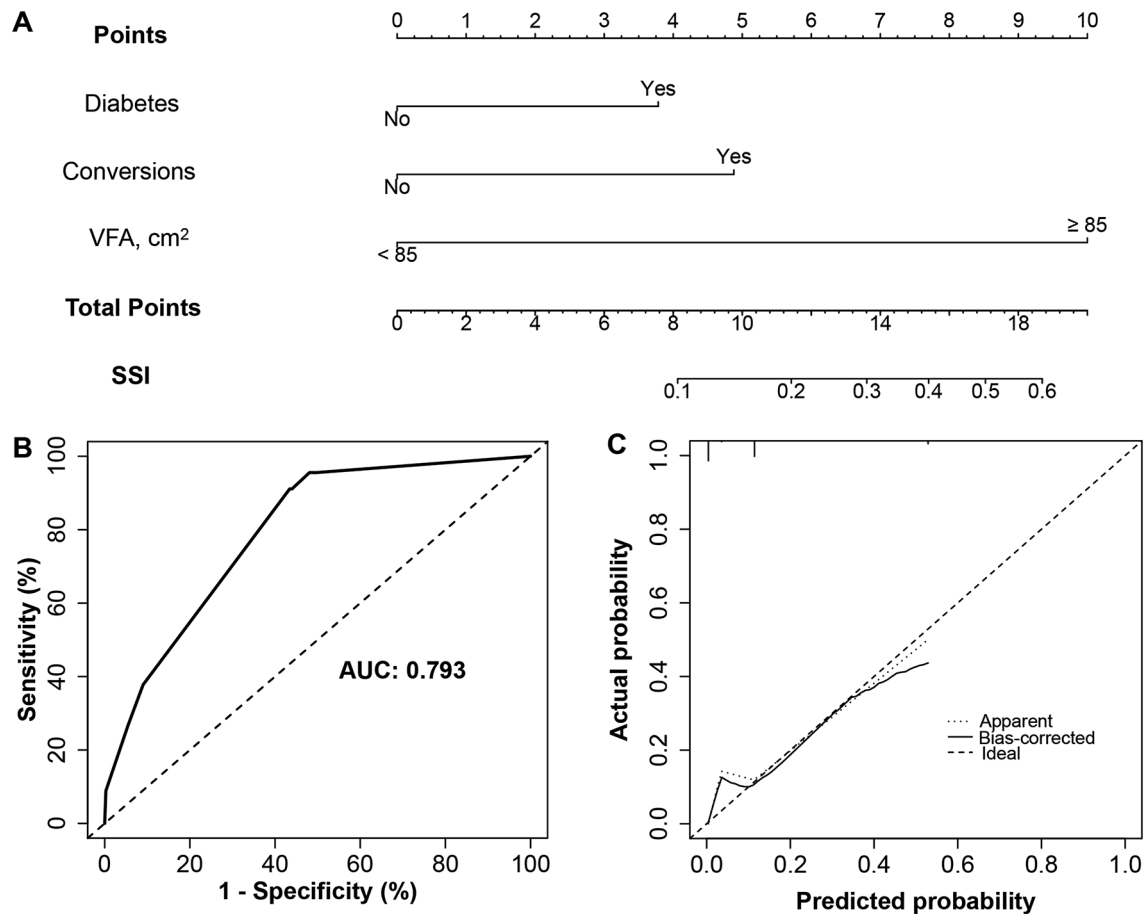 A
Points
0 1 2 3 4 5 6 7 8 9 10
Diabetes
Yes
No
Conversions
Yes
No
VFA, cm²
≥ 85
< 85
Total Points
0 2 4 6 8 10 14 18
SSI
0.1 0.2 0.3 0.4 0.5 0.6
B
Sensitivity (%)
100
80
60
40
20
0
AUC: 0.793
0 20 40 60 80 100
1 - Specificity (%)
C
Actual probability
1.0
0.8
0.6
0.4
0.2
0.0
Apparent
Bias-corrected
Ideal
0.0 0.2 0.4 0.6 0.8 1.0
Predicted probability